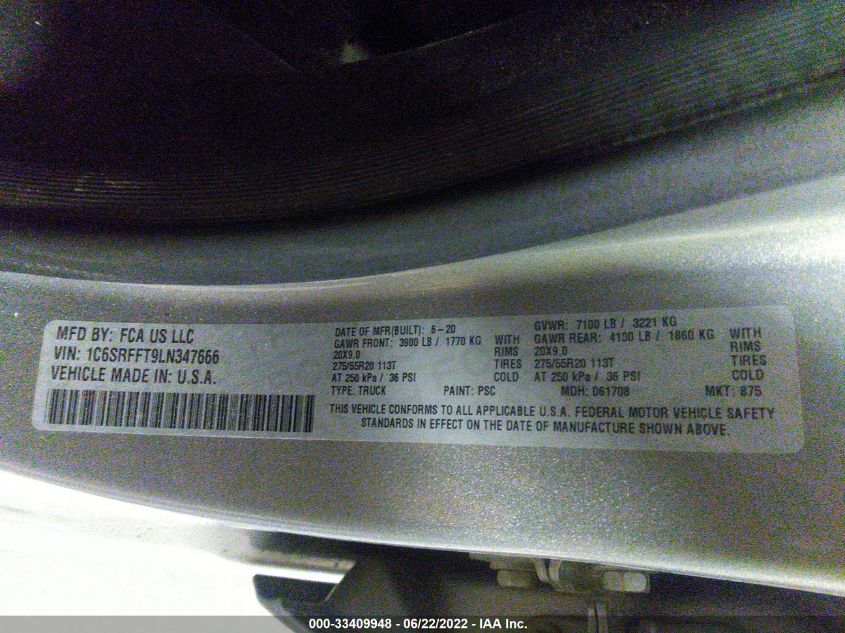 MFD BY: FCA US LLC
VIN: 1C6SRFFT9LN347666
VEHICLE MADE IN: U.S.A.
DATE OF MFR(BUILT): 6-20
GAWR FRONT: 3900 LB / 1770 KG WITH
20X9.0 RIMS
275/55R20 113T TIRES
AT 250 kPa / 36 PSI COLD
TYPE: TRUCK PAINT: PSC
GVWR: 7100 LB / 3221 KG
GAWR REAR: 4100 LB / 1860 KG WITH
20X9.0 RIMS
275/55R20 113T TIRES
AT 250 kPa / 36 PSI COLD
MDH: 061708 MKT: 875
THIS VEHICLE CONFORMS TO ALL APPLICABLE U.S.A. FEDERAL MOTOR VEHICLE SAFETY
STANDARDS IN EFFECT ON THE DATE OF MANUFACTURE SHOWN ABOVE.
000-33409948 - 06/22/2022 - IAA Inc.